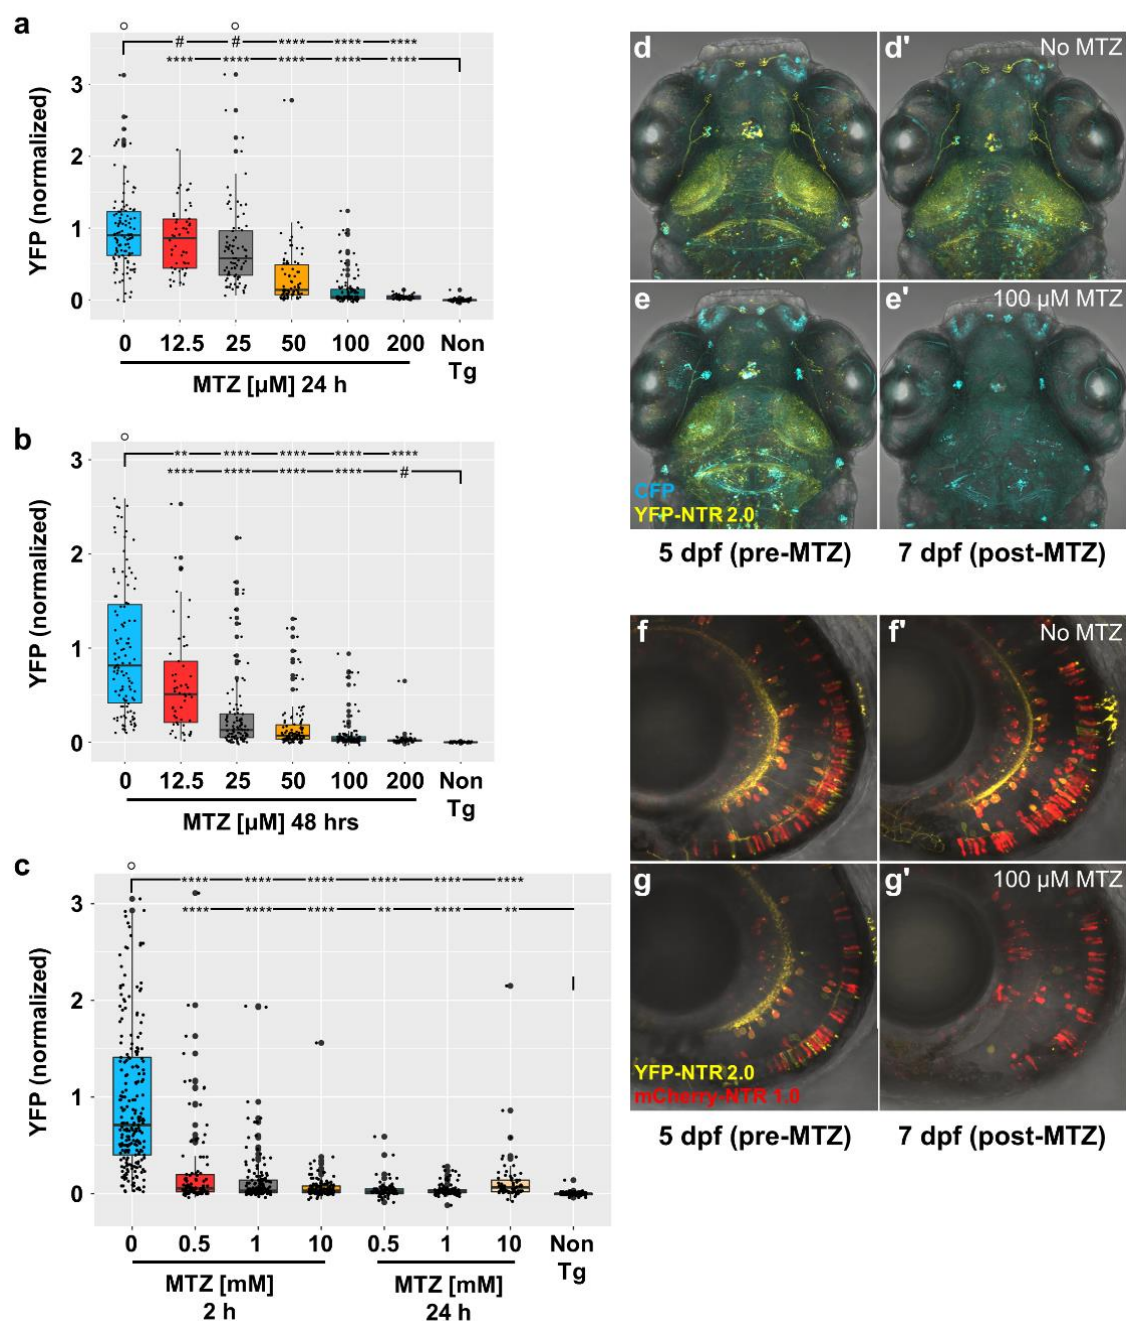 a
# # **** **** ****
**** **** **** **** ****
YFP (normalized)
3
2
1
0
0 12.5 25 50 100 200 Non Tg
MTZ [µM] 24 h
b
** **** **** **** ****
**** **** **** **** #
YFP (normalized)
3
2
1
0
0 12.5 25 50 100 200 Non Tg
MTZ [µM] 48 hrs
c
**** **** **** **** **** ****
**** **** **** ** **** **
YFP (normalized)
3
2
1
0
0 0.5 1 10 0.5 1 10 Non Tg
MTZ [mM] MTZ [mM]
2 h 24 h
d d' No MTZ
e e' 100 µM MTZ
CFP
YFP-NTR 2.0
5 dpf (pre-MTZ) 7 dpf (post-MTZ)
f f' No MTZ
g g' 100 µM MTZ
YFP-NTR 2.0
mCherry-NTR 1.0
5 dpf (pre-MTZ) 7 dpf (post-MTZ)